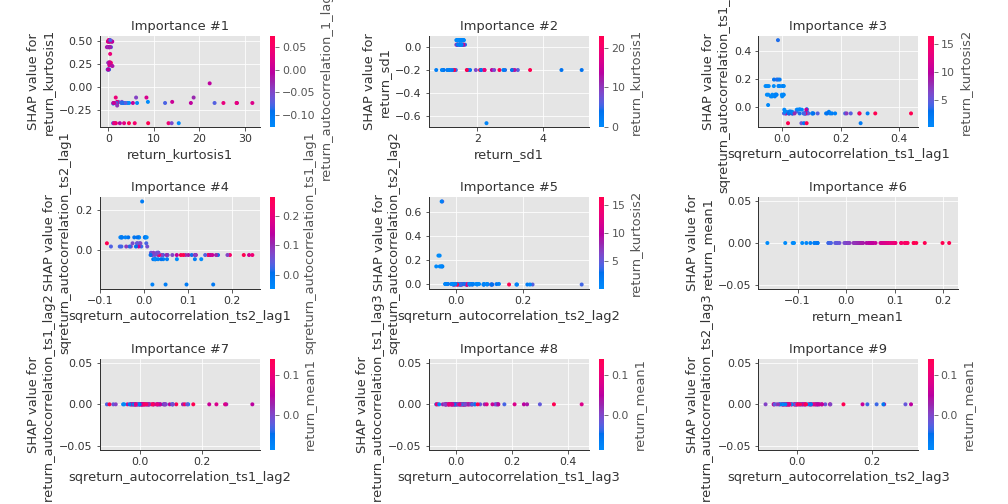 Importance #1
SHAP value for
return_kurtosis1
0.50
0.25
0.00
−0.25
0
10
20
30
return_kurtosis1
0.05
0.00
−0.05
−0.10
return_autocorrelation_1_lag
Importance #2
SHAP value for
return_sd1
0.0
−0.2
−0.4
−0.6
2
4
return_sd1
20
10
0
return_kurtosis1
Importance #3
SHAP value for
sqreturn_autocorrelation_ts1_
0.4
0.2
0.0
0.0
0.2
0.4
sqreturn_autocorrelation_ts1_lag1
15
10
5
return_kurtosis2
Importance #4
SHAP value for
sqreturn_autocorrelation_ts2_lag1
0.2
0.0
−0.1
0.0
0.1
0.2
sqreturn_autocorrelation_ts2_lag1
0.2
0.1
0.0
sqreturn_autocorrelation_ts1_lag1
Importance #5
SHAP value for
sqreturn_autocorrelation_ts2_lag2
0.6
0.4
0.2
0.0
0.0
0.2
sqreturn_autocorrelation_ts2_lag2
15
10
5
return_kurtosis2
Importance #6
SHAP value for
return_mean1
0.05
0.00
−0.05
−0.1
0.0
0.1
0.2
return_mean1
Importance #7
SHAP value for
return_autocorrelation_ts1_lag2
0.05
0.00
−0.05
0.0
0.2
sqreturn_autocorrelation_ts1_lag2
0.1
0.0
return_mean1
Importance #8
SHAP value for
return_autocorrelation_ts1_lag3
0.05
0.00
−0.05
0.0
0.2
0.4
sqreturn_autocorrelation_ts1_lag3
0.1
0.0
return_mean1
Importance #9
SHAP value for
return_autocorrelation_ts2_lag3
0.05
0.00
−0.05
0.0
0.2
sqreturn_autocorrelation_ts2_lag3
0.1
0.0
return_mean1